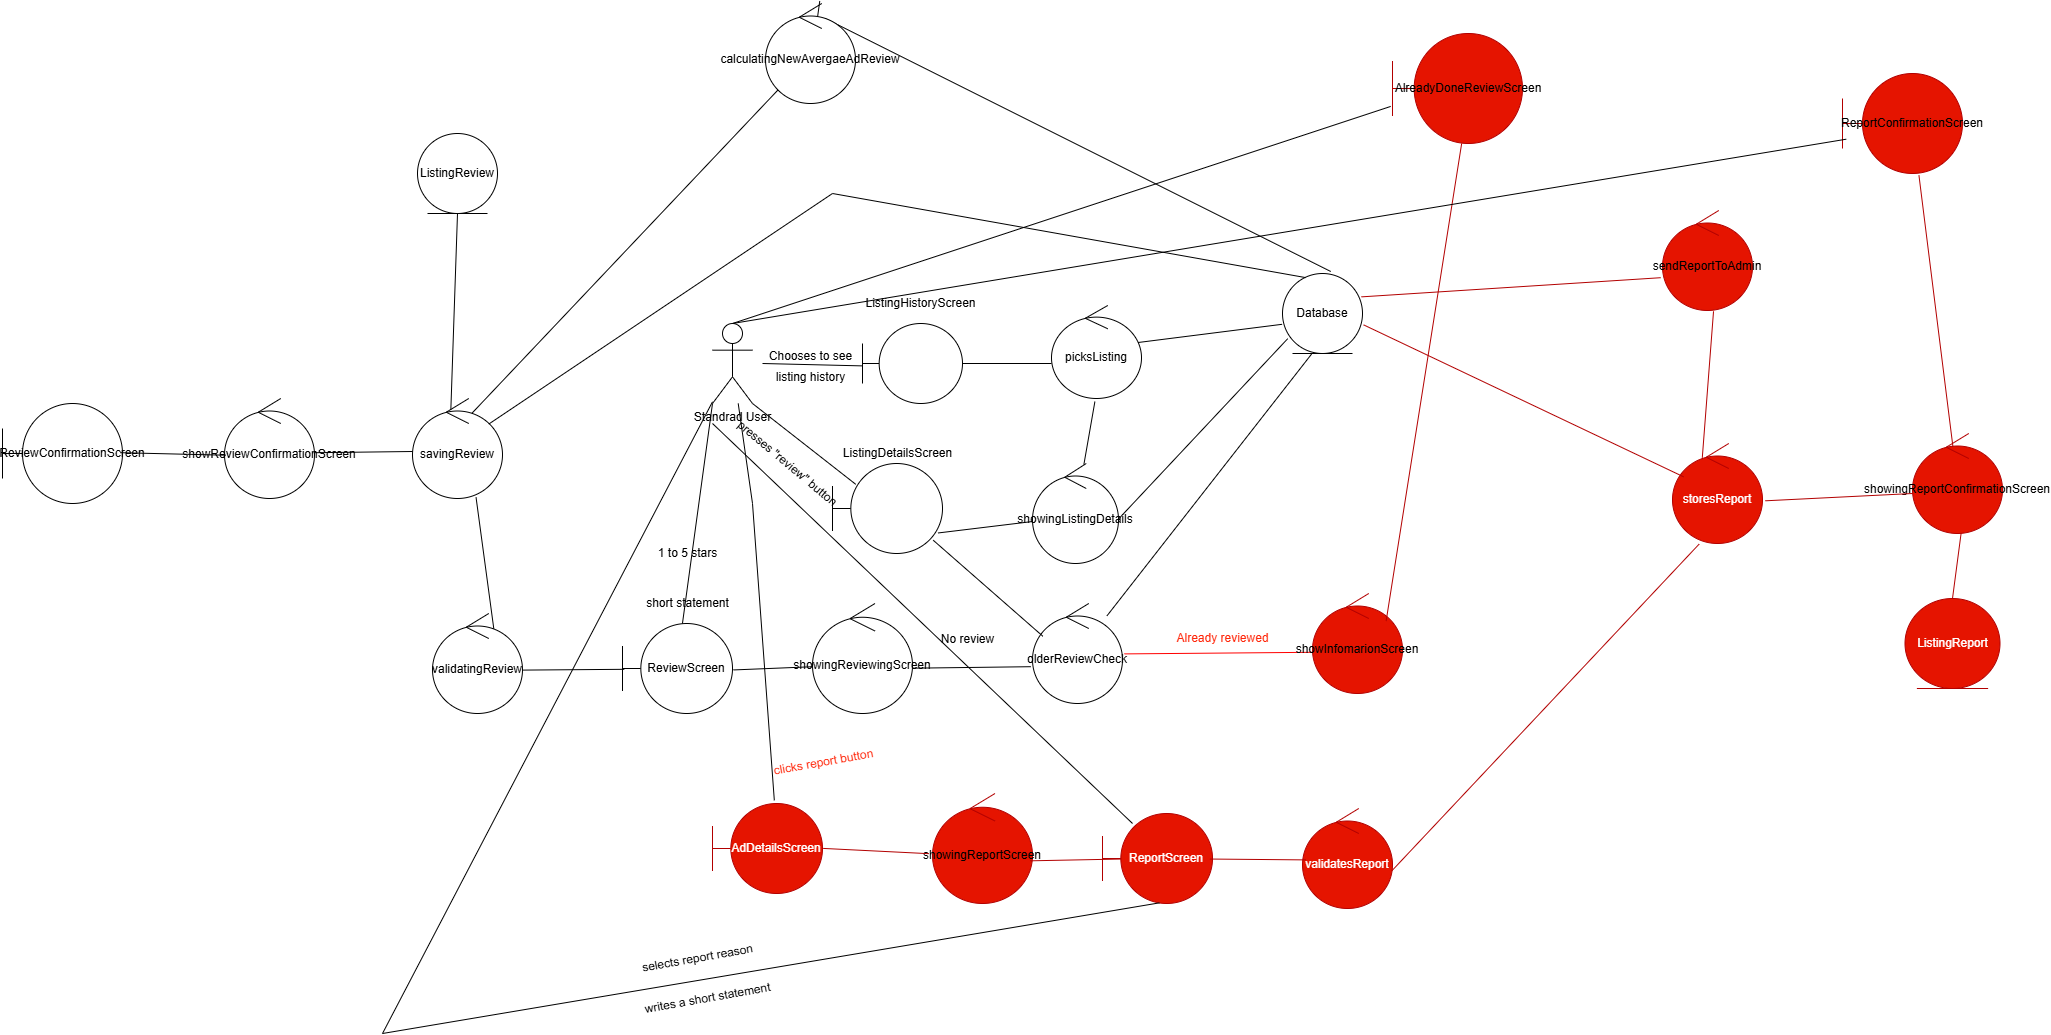 calculatingNewAvergaeAdReview
AlreadyDoneReviewScreen
ReportConfirmationScreen
ListingReview
sendReportToAdmin
ListingHistoryScreen
Database
Chooses to see
listing history
picksListing
Standrad User
presses "review" button
ReviewConfirmationScreen
showReviewConfirmationScreen
savingReview
ListingDetailsScreen
showingListingDetails
storesReport
showingReportConfirmationScreen
1 to 5 stars
short statement
No review
Already reviewed
validatingReview
ReviewScreen
showingReviewingScreen
olderReviewCheck
showInfomarionScreen
ListingReport
clicks report button
AdDetailsScreen
showingReportScreen
ReportScreen
validatesReport
selects report reason
writes a short statement